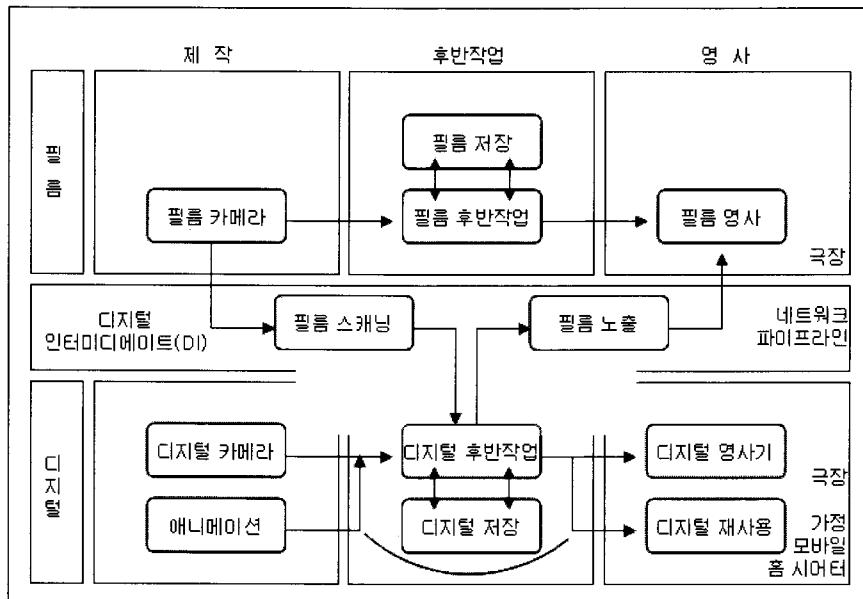 제 작
후반작업
영 사
필
름
필름 저장
필름 카메라
필름 후반작업
필름 영사
극장
디지털
인터미디에이트(DI)
필름 스캐닝
필름 노출
네트워크
파이프라인
디
지
털
디지털 카메라
디지털 후반작업
디지털 영사기
극장
애니메이션
디지털 저장
디지털 재사용
가정
모바일
홈 시어터